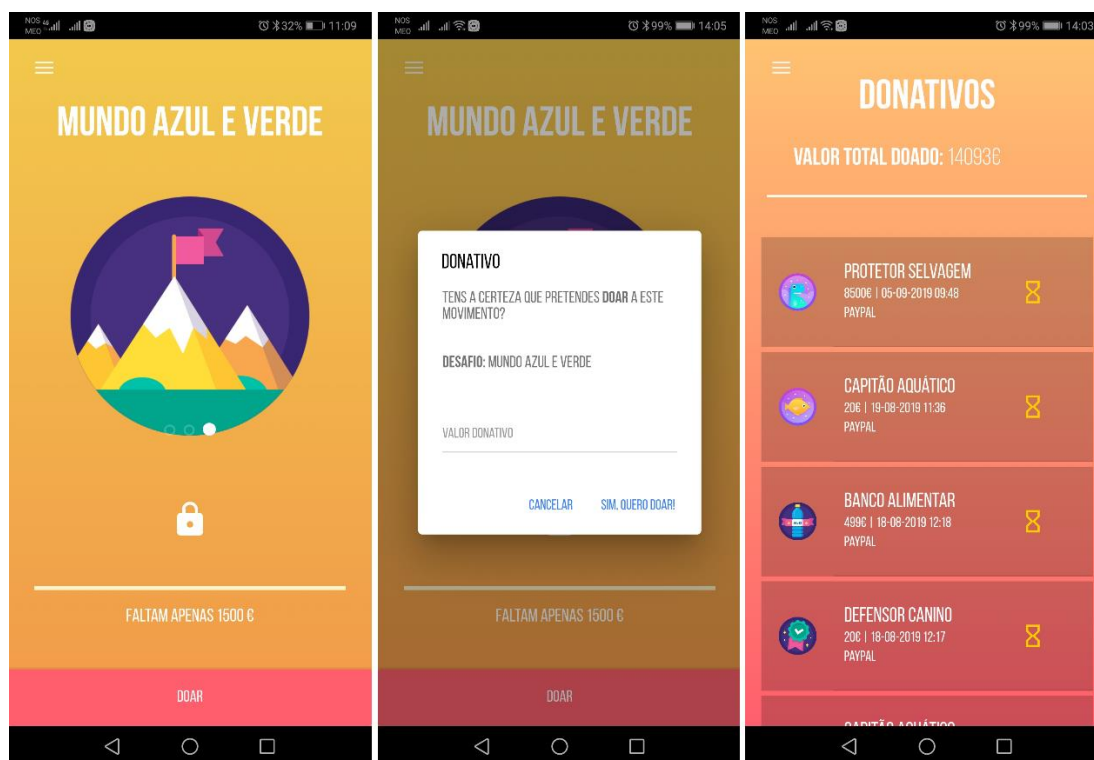 NOS 4G
MEO
32% 11:09
MUNDO AZUL E VERDE
FALTAM APENAS 1500 €
DOAR
NOS
MEO
99% 14:05
MUNDO AZUL E VERDE
DONATIVO
TENS A CERTEZA QUE PRETENDES DOAR A ESTE
MOVIMENTO?
DESAFIO: MUNDO AZUL E VERDE
VALOR DONATIVO
CANCELAR SIM, QUERO DOAR!
FALTAM APENAS 1500 €
DOAR
NOS
MEO
99% 14:03
DONATIVOS
VALOR TOTAL DOADO: 14093€
PROTETOR SELVAGEM
8500€ | 05-09-2019 09:48
PAYPAL
CAPITÃO AQUÁTICO
20€ | 19-08-2019 11:36
PAYPAL
BANCO ALIMENTAR
499€ | 18-08-2019 12:18
PAYPAL
DEFENSOR CANINO
20€ | 18-08-2019 12:17
PAYPAL
CAPITÃO AQUÁTICO